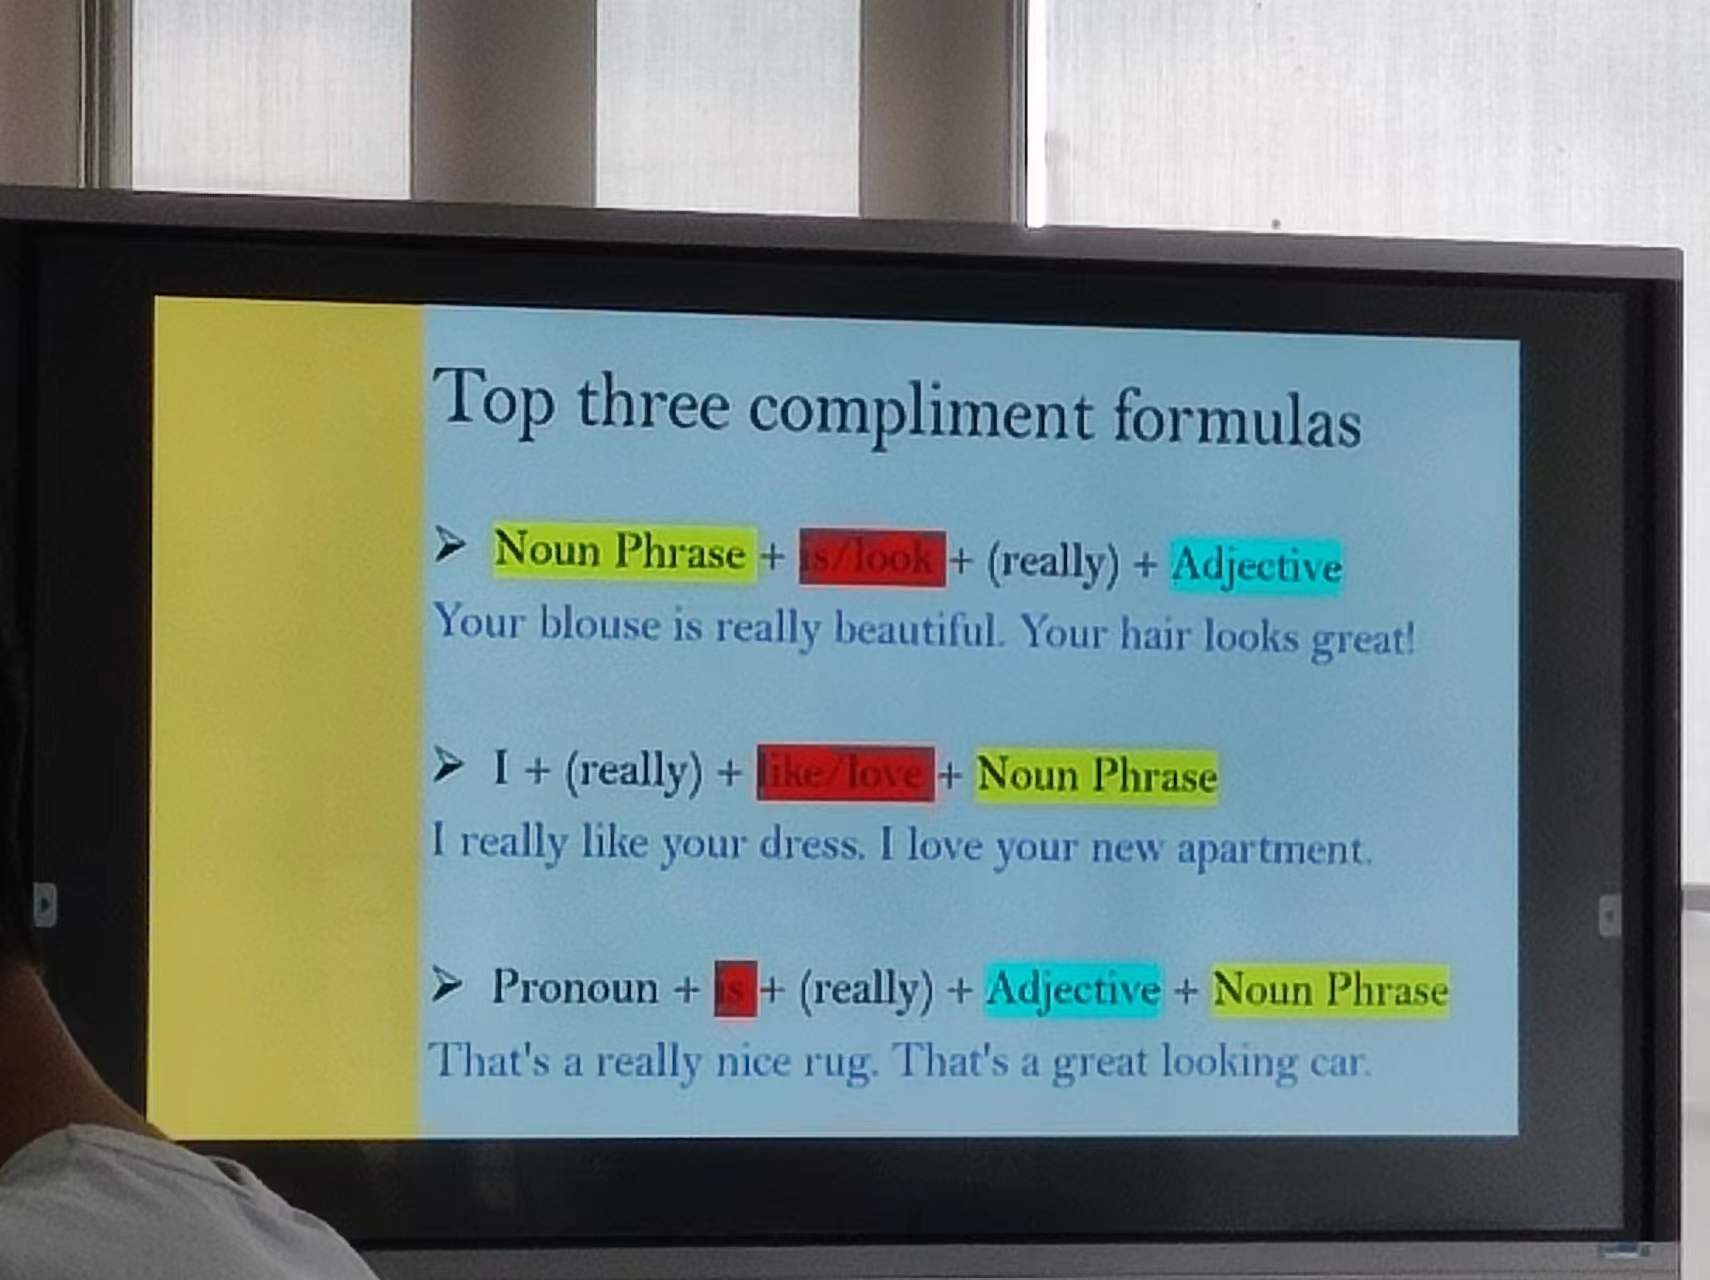 Top three compliment formulas
➤ Noun Phrase + is/look + (really) + Adjective
Your blouse is really beautiful. Your hair looks great!
➤ I + (really) + like/love + Noun Phrase
I really like your dress. I love your new apartment.
➤ Pronoun + is + (really) + Adjective + Noun Phrase
That's a really nice rug. That's a great looking car.